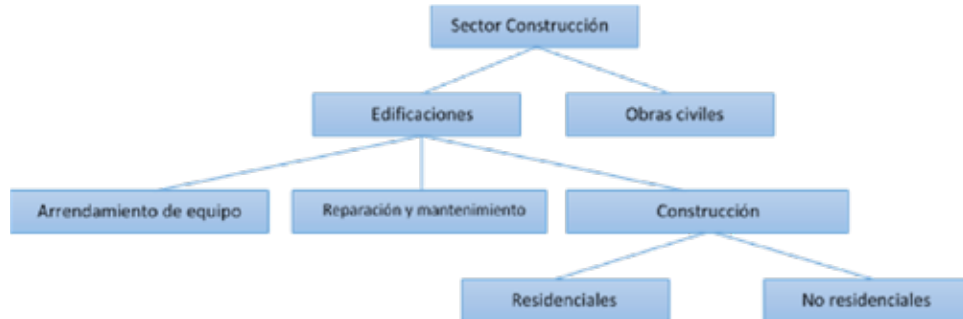 Sector Construcción
Edificaciones
Obras civiles
Arrendamiento de equipo
Reparación y mantenimiento
Construcción
Residenciales
No residenciales